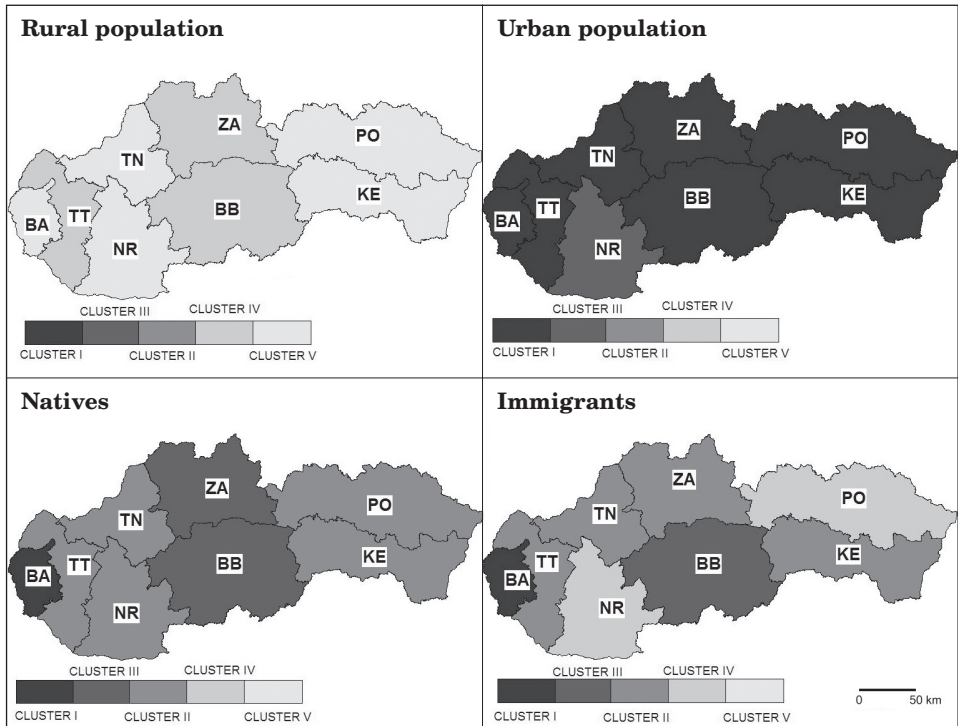 Rural population
ZA
PO
TN
KE
BB
TT
BA
NR
CLUSTER III
CLUSTER IV
CLUSTER I
CLUSTER II
CLUSTER V
Urban population
ZA
PO
TN
KE
BB
TT
BA
NR
CLUSTER III
CLUSTER IV
CLUSTER I
CLUSTER II
CLUSTER V
Natives
ZA
PO
TN
KE
TT
BB
BA
NR
CLUSTER III
CLUSTER IV
CLUSTER I
CLUSTER II
CLUSTER V
Immigrants
ZA
PO
TN
KE
TT
BB
BA
NR
CLUSTER III
CLUSTER IV
CLUSTER I
CLUSTER II
CLUSTER V
0 50 km